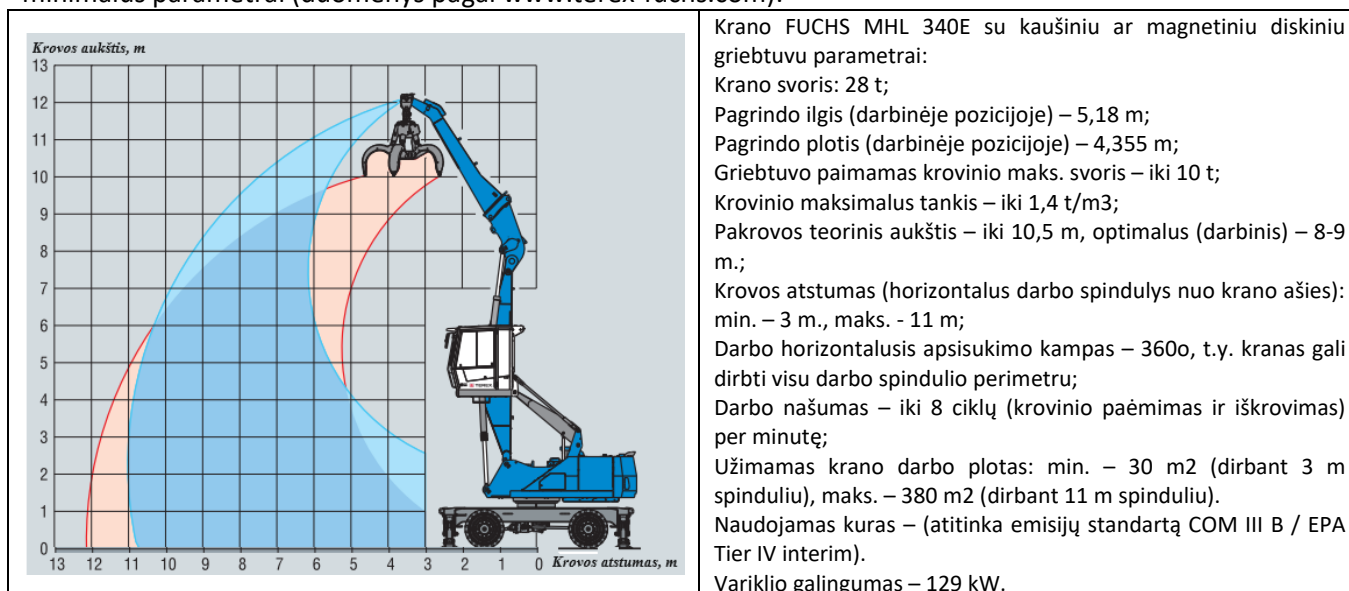 minimalūs parametrai (duomenys pagal www.terex-fuchs.com):
Krovos aukštis, m
13
12
11
10
9
8
7
6
5
4
3
2
1
0
13 12 11 10 9 8 7 6 5 4 3 2 1 0
Krovos atstumas, m
TEREX
Krano FUCHS MHL 340E su kaušiniu ar magnetiniu diskiniu
griebtuvu parametrai:
Krano svoris: 28 t;
Pagrindo ilgis (darbinėje pozicijoje) – 5,18 m;
Pagrindo plotis (darbinėje pozicijoje) – 4,355 m;
Griebtuvo paimamas krovinio maks. svoris – iki 10 t;
Krovinio maksimalus tankis – iki 1,4 t/m3;
Pakrovos teorinis aukštis – iki 10,5 m, optimalus (darbinis) – 8-9
m.;
Krovos atstumas (horizontalus darbo spindulys nuo krano ašies):
min. – 3 m., maks. - 11 m;
Darbo horizontalusis apsisukimo kampas – 360o, t.y. kranas gali
dirbti visu darbo spindulio perimetru;
Darbo našumas – iki 8 ciklų (krovinio paėmimas ir iškrovimas)
per minutę;
Užimamas krano darbo plotas: min. – 30 m2 (dirbant 3 m
spinduliu), maks. – 380 m2 (dirbant 11 m spinduliu).
Naudojamas kuras – (atitinka emisijų standartą COM III B / EPA
Tier IV interim).
Variklio galingumas – 129 kW.